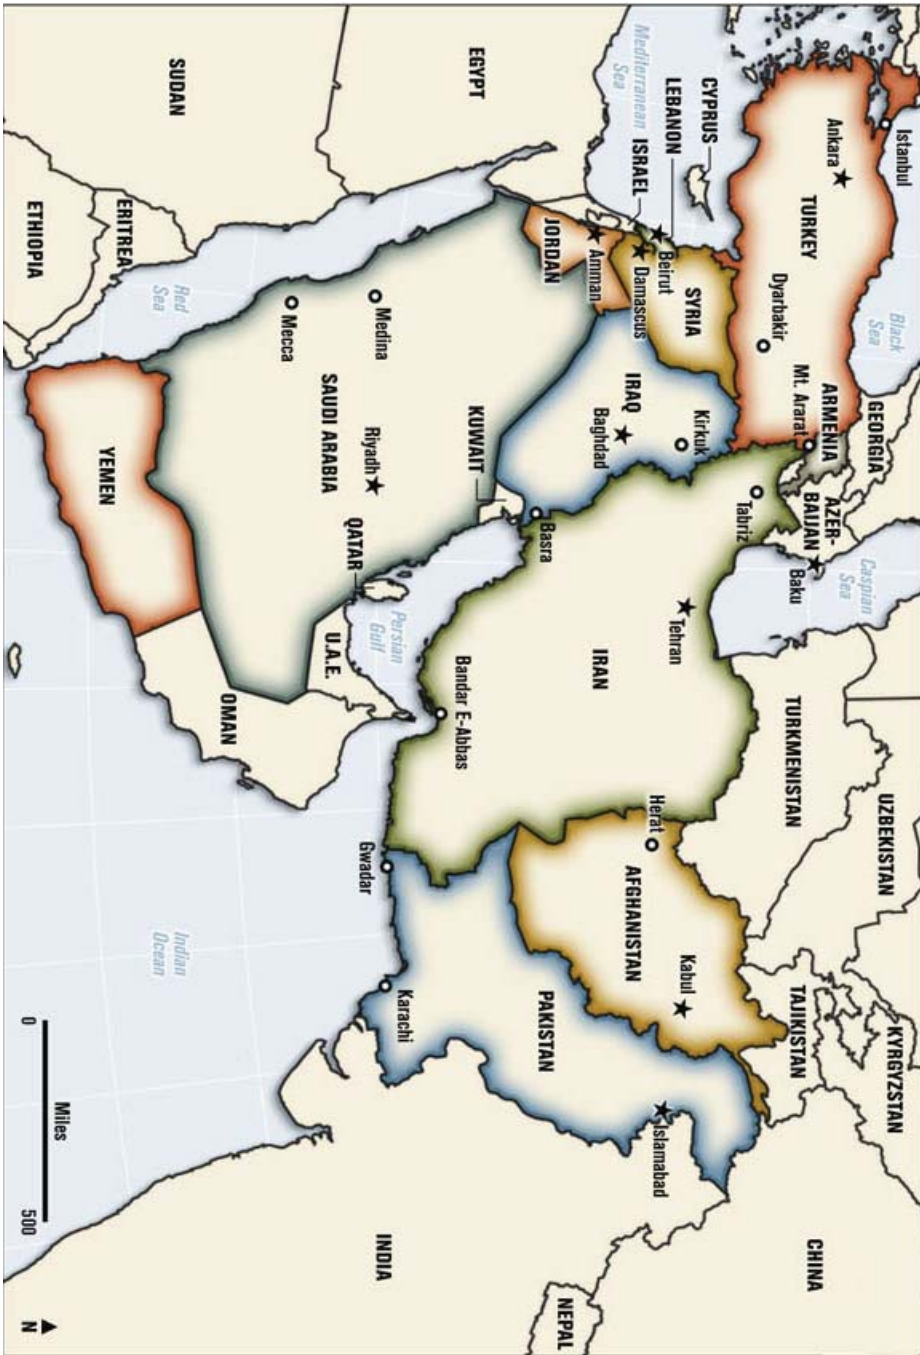 Istanbul
Black
Sea
GEORGIA
Caspian
Sea
UZBEKISTAN
KYRGYZSTAN
CHINA
Ankara
TURKEY
Dyarbakir
Mt. Ararat
ARMENIA
AZER-
BAIJAN
Baku
TURKMENISTAN
TAJIKISTAN
CYPRUS
LEBANON
ISRAEL
Mediterranean
Sea
Beirut
Damascus
SYRIA
Kirkuk
Tabriz
Tehran
Herat
Kabul
Islamabad
Amman
JORDAN
IRAQ
Baghdad
Basra
IRAN
AFGHANISTAN
PAKISTAN
NEPAL
EGYPT
KUWAIT
Bandar E-Abbas
Gwadar
Karachi
INDIA
Medina
Mecca
Riyadh
SAUDI ARABIA
QATAR
Persian
Gulf
U.A.E.
OMAN
SUDAN
Red
Sea
ERITREA
ETHIOPIA
YEMEN
Indian
Ocean
0
Miles
500
N